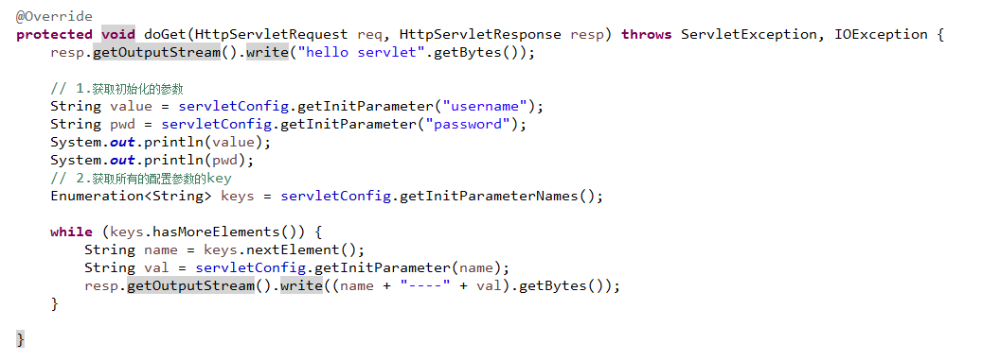 @Override
protected void doGet(HttpServletRequest req, HttpServletResponse resp) throws ServletException, IOException {
    resp.getOutputStream().write("hello servlet".getBytes());

    // 1.获取初始化的参数
    String value = servletConfig.getInitParameter("username");
    String pwd = servletConfig.getInitParameter("password");
    System.out.println(value);
    System.out.println(pwd);
    // 2.获取所有的配置参数的key
    Enumeration<String> keys = servletConfig.getInitParameterNames();

    while (keys.hasMoreElements()) {
        String name = keys.nextElement();
        String val = servletConfig.getInitParameter(name);
        resp.getOutputStream().write((name + "----" + val).getBytes());
    }

}